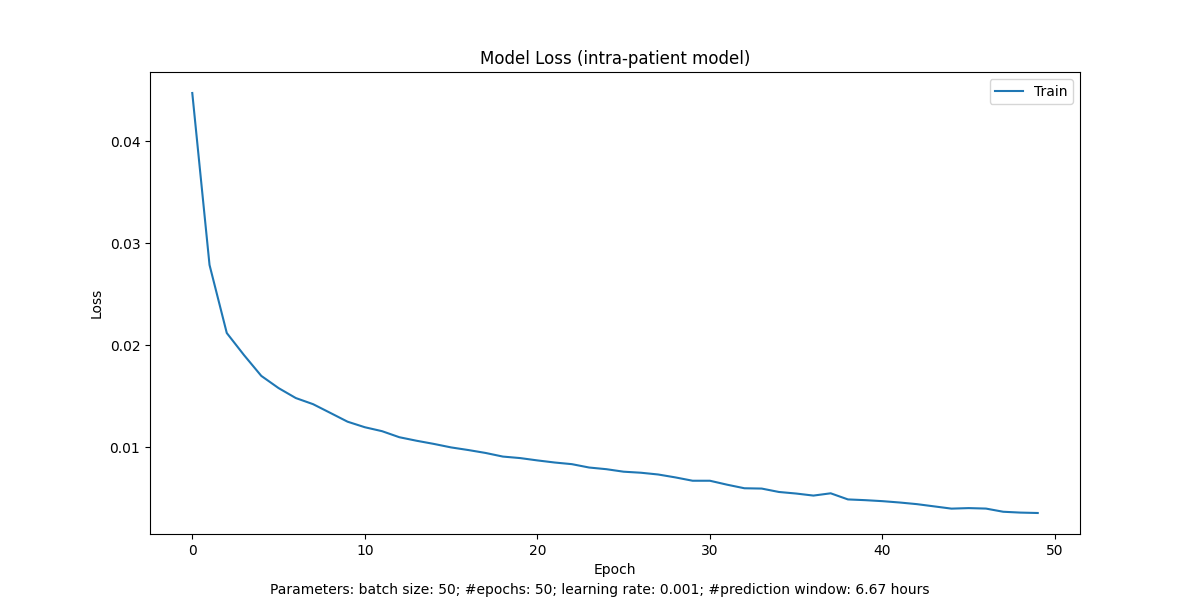 Model Loss (intra-patient model)
Train
0.04
0.03
0.02
0.01
Loss
0 10 20 30 40 50
Epoch
Parameters: batch size: 50; #epochs: 50; learning rate: 0.001; #prediction window: 6.67 hours